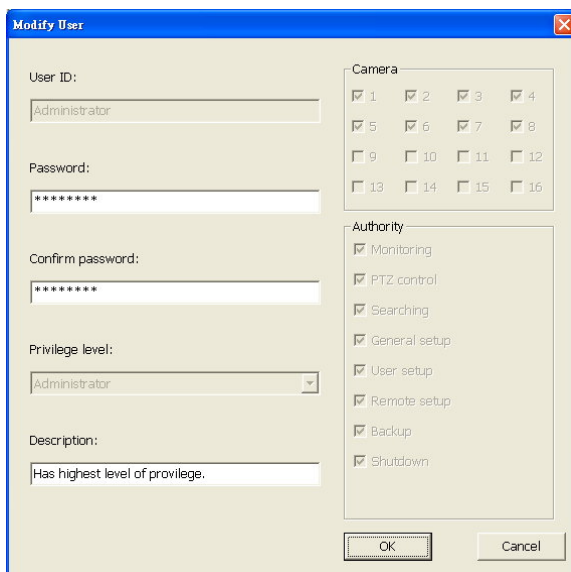 Modify User
User ID:
Administrator
Password:
********
Confirm password:
********
Privilege level:
Administrator
Description:
Has highest level of provilege.
Camera
1 2 3 4
5 6 7 8
9 10 11 12
13 14 15 16
Authority
Monitoring
PTZ control
Searching
General setup
User setup
Remote setup
Backup
Shutdown
OK Cancel